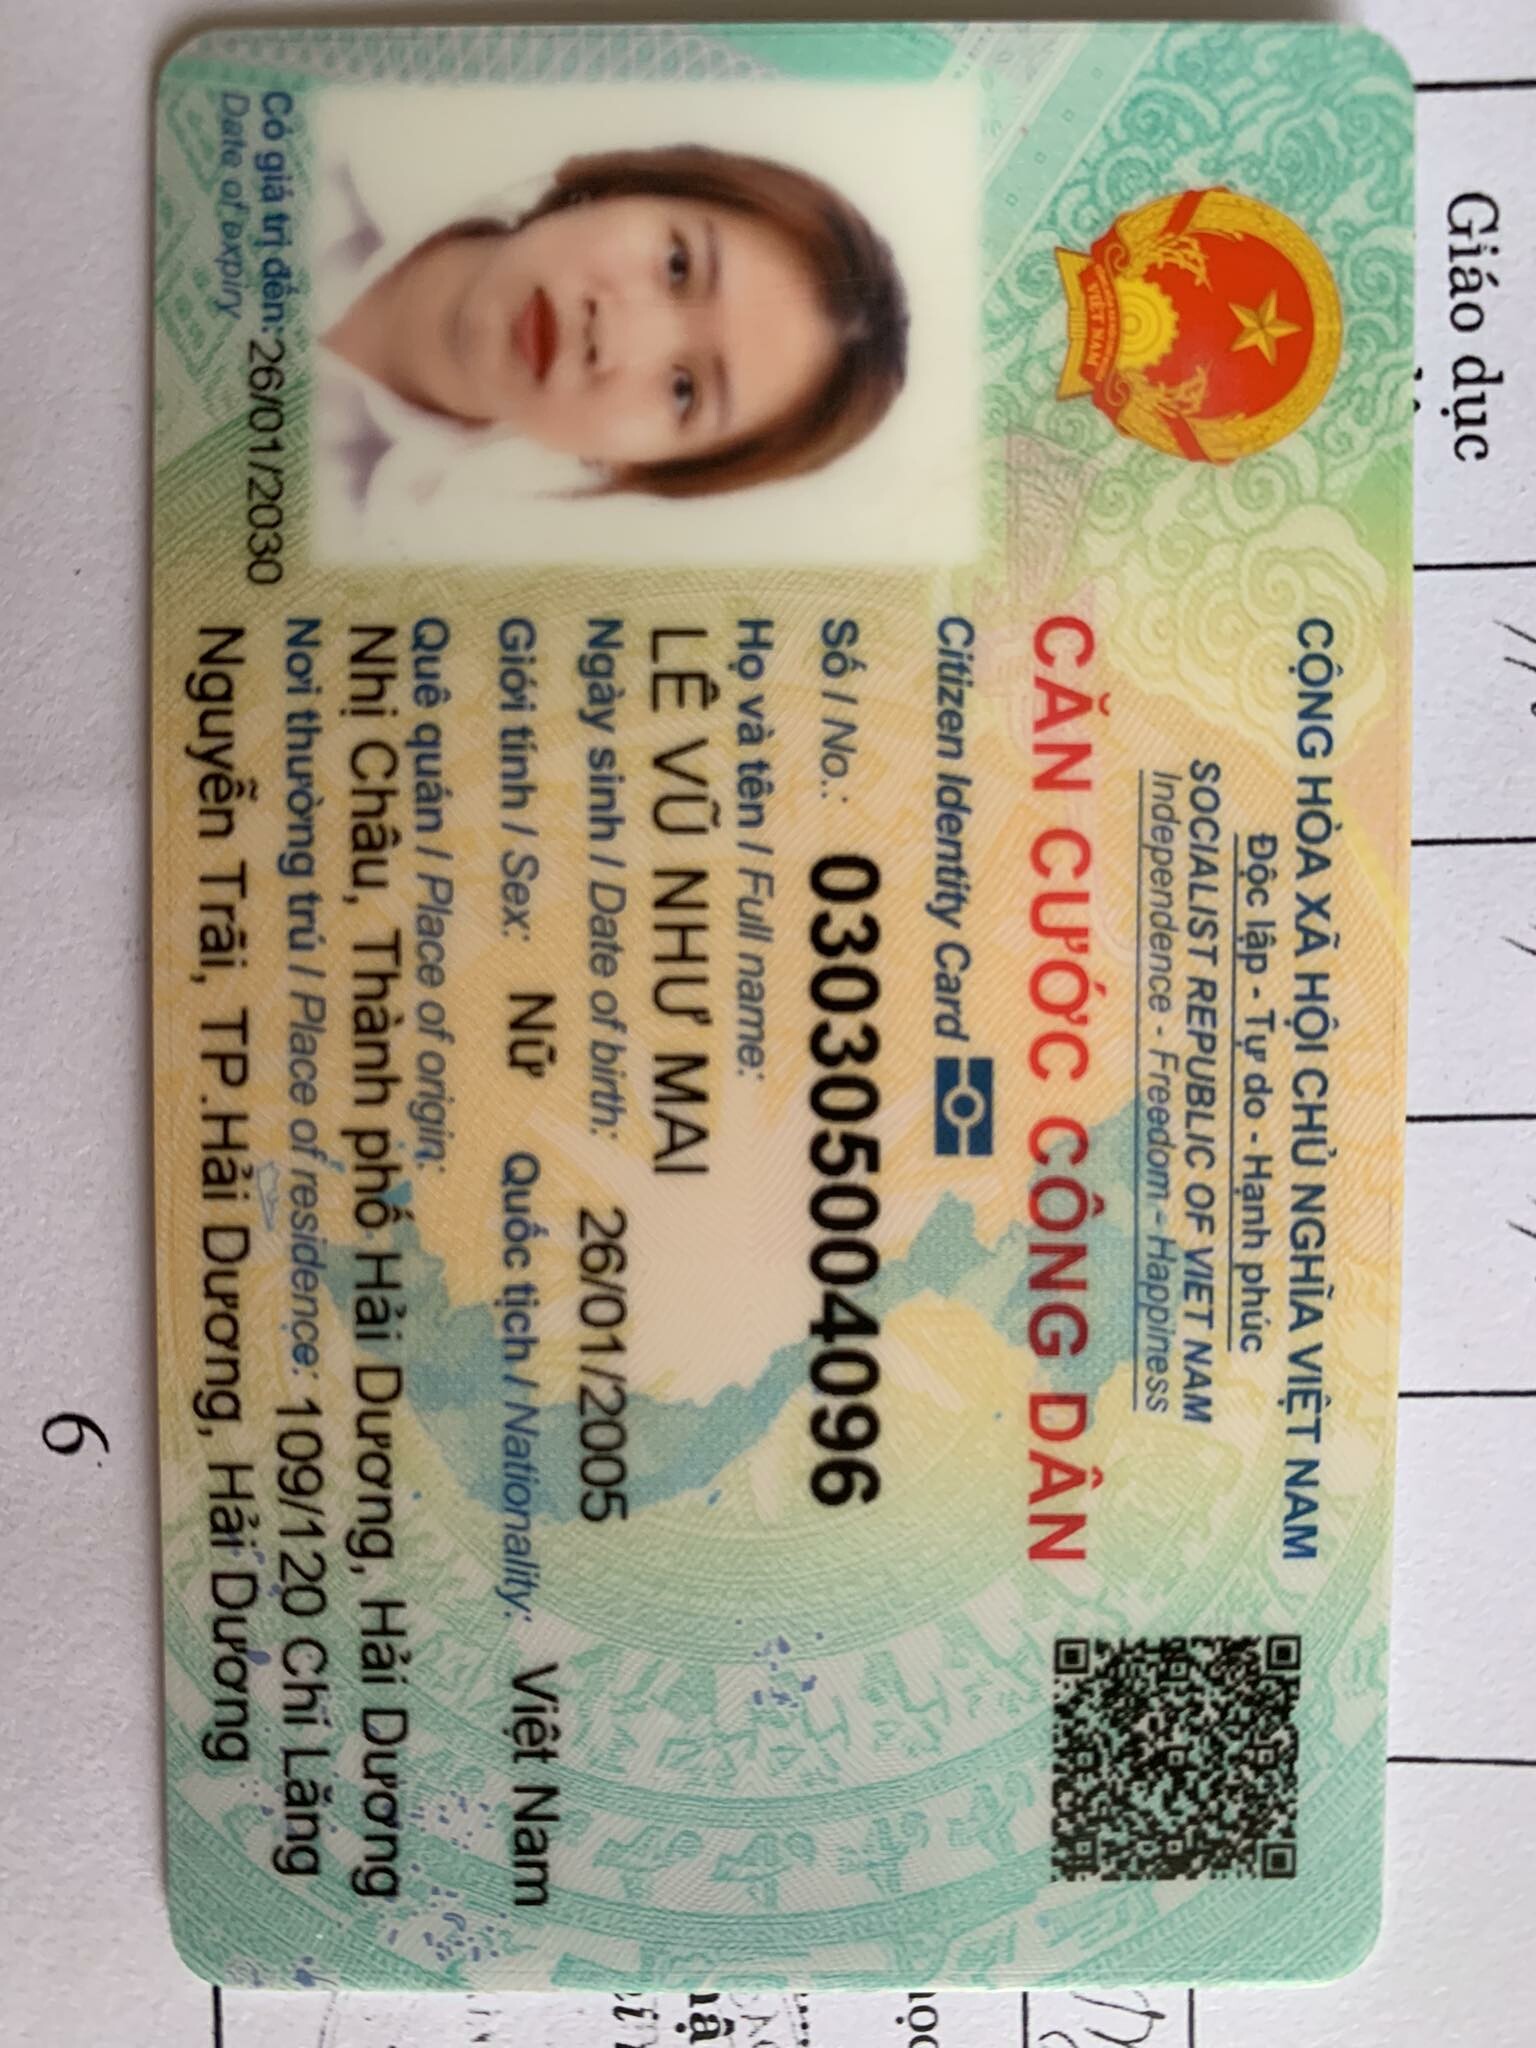 Giáo dục
CỘNG HÒA XÃ HỘI CHỦ NGHĨA VIỆT NAM
Độc lập - Tự do - Hạnh phúc
SOCIALIST REPUBLIC OF VIET NAM
Independence - Freedom - Happiness
CĂN CƯỚC CÔNG DÂN
Citizen Identity Card
Số / No.: 030305004096
Họ và tên / Full name:
LÊ VŨ NHƯ MAI
Ngày sinh / Date of birth: 26/01/2005
Giới tính / Sex: Nữ Quốc tịch / Nationality: Việt Nam
Quê quán / Place of origin:
Nhị Châu, Thành phố Hải Dương, Hải Dương
Nơi thường trú / Place of residence: 109/120 Chi Lăng
Nguyễn Trãi, TP.Hải Dương, Hải Dương
Có giá trị đến: 26/01/2030
Date of expiry
VIỆT NAM
6